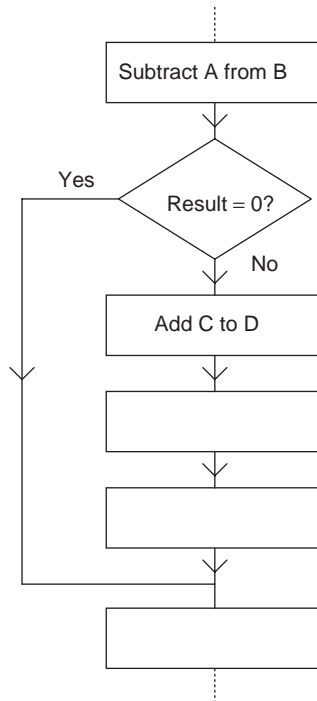 Subtract A from B
Yes
Result = 0?
No
Add C to D